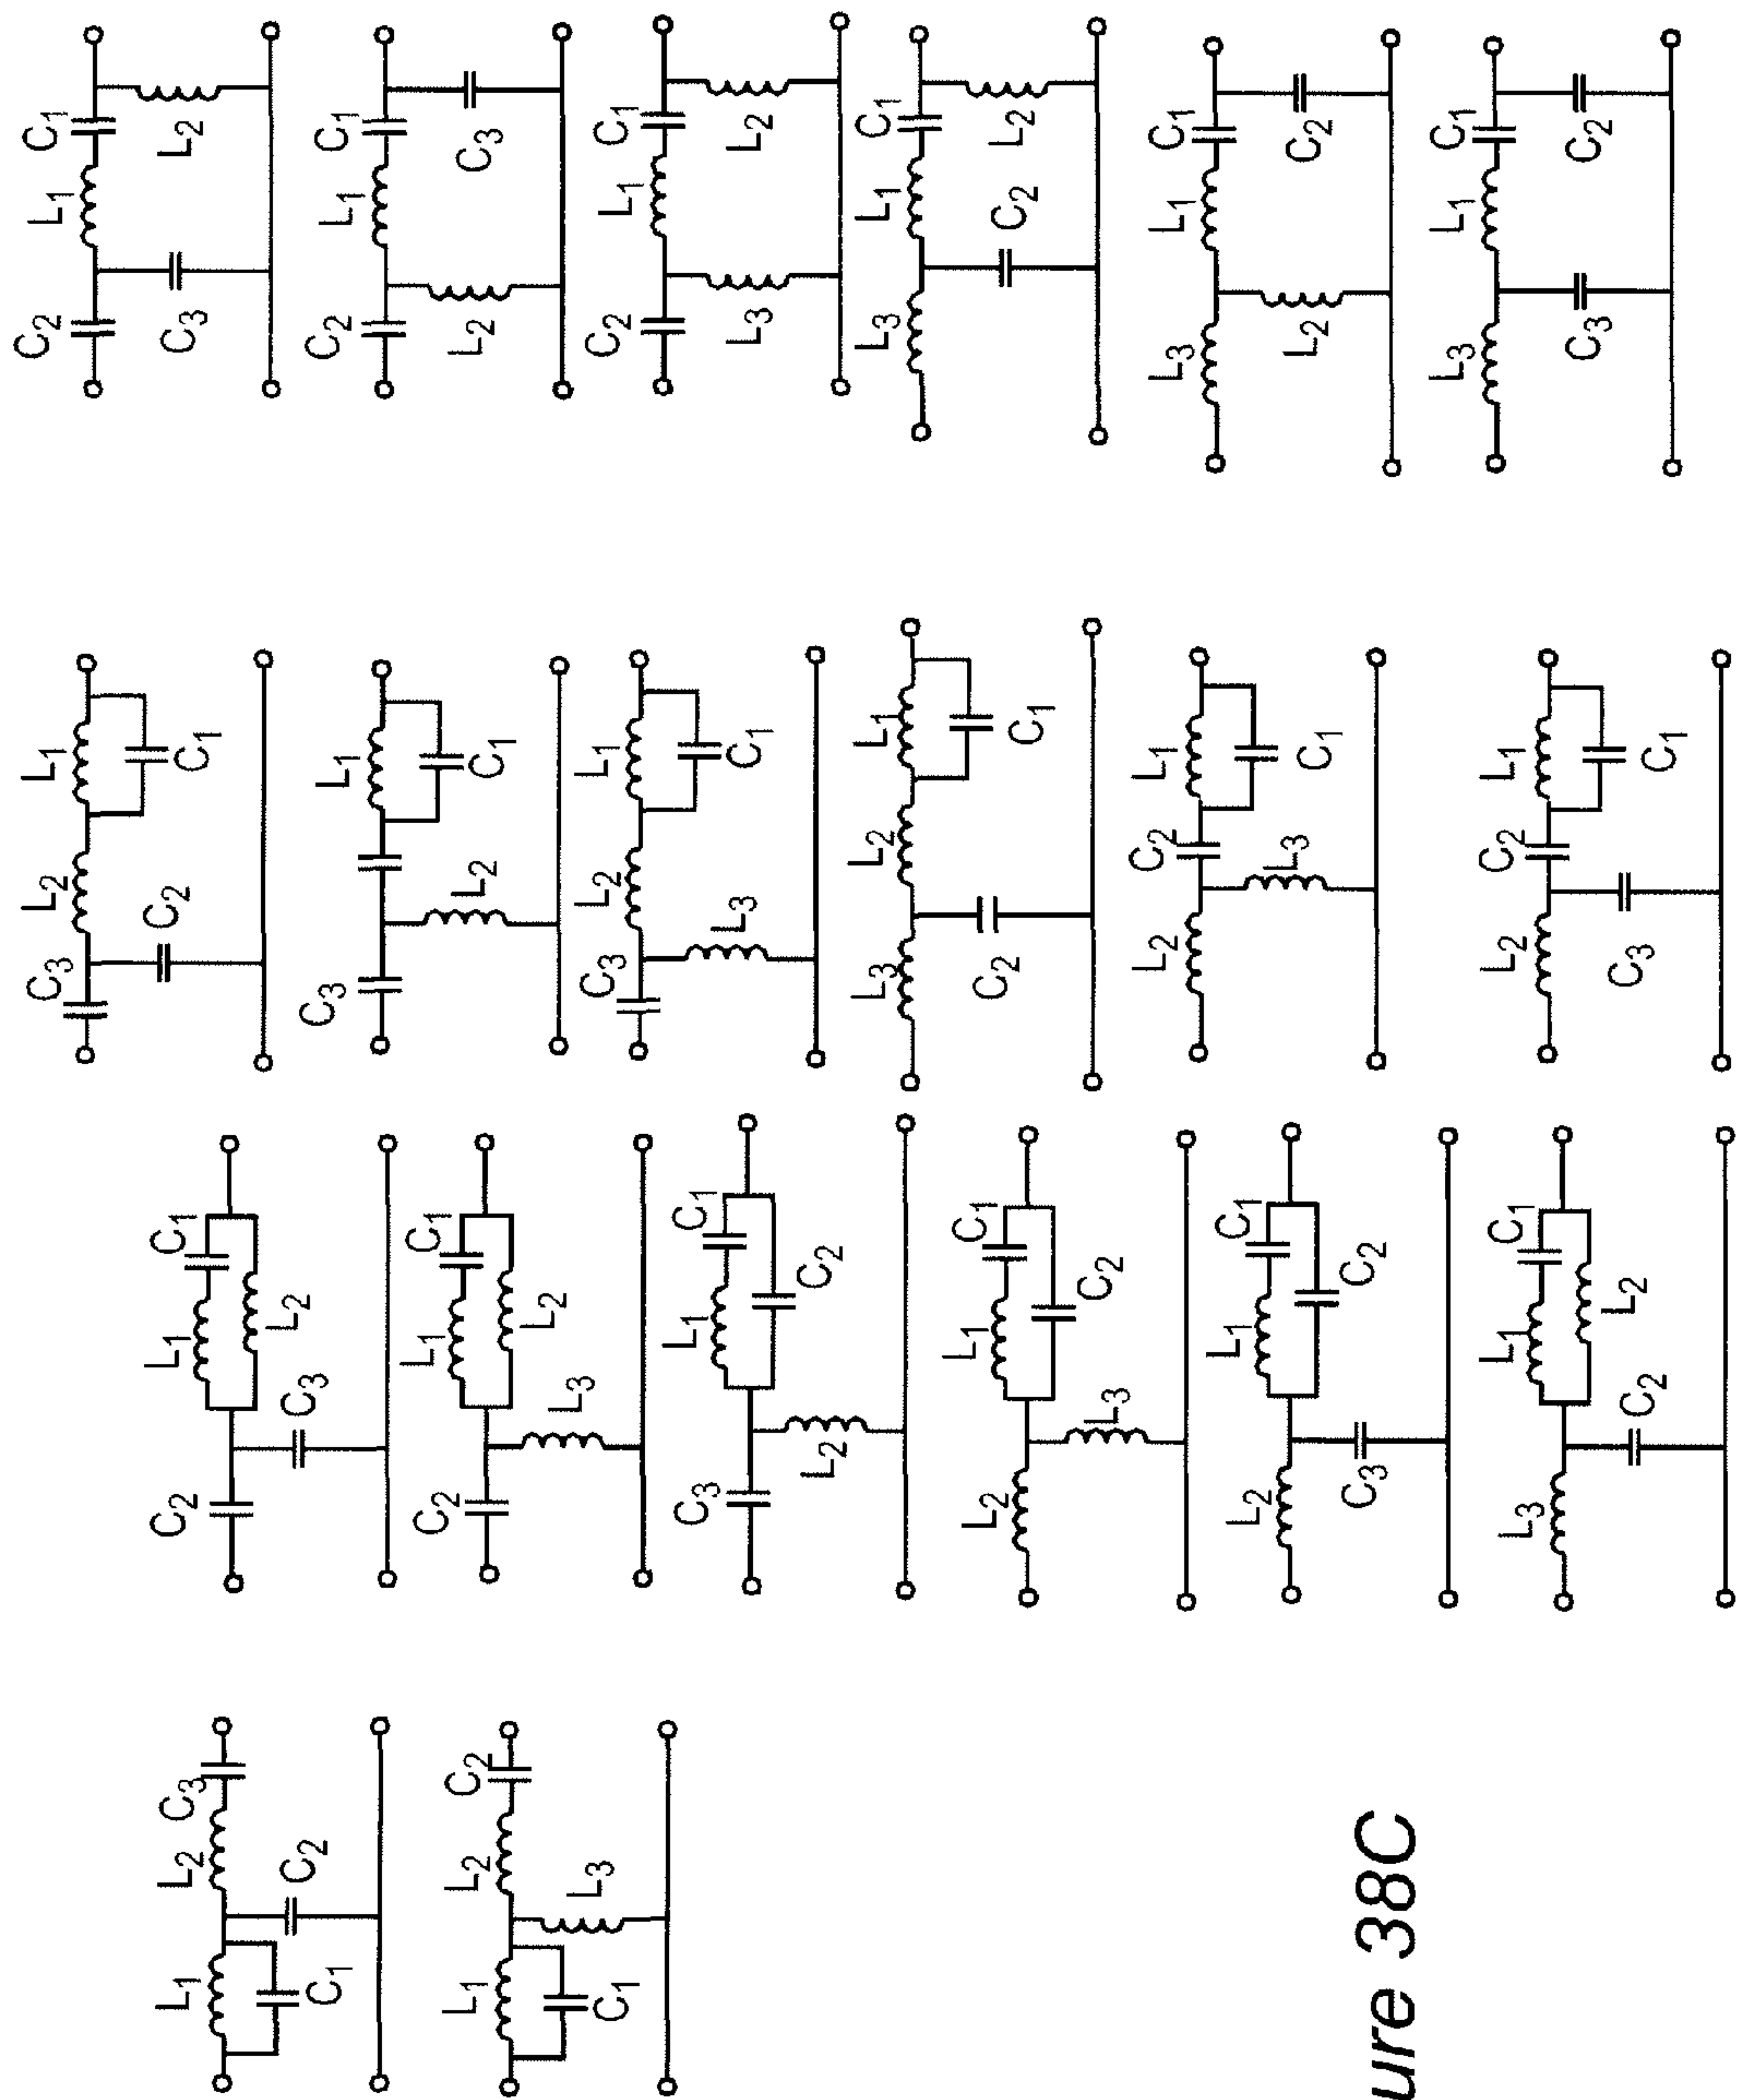 L1 L2 C3
C1 C2
C2 L1 C1
C3 L2
C3 L2 L1
C2 C1
C2 L1 C1
C3 L2
L1 L2 C2
C1 L3
C2 L1 C1
L3 L2
C3 L1
L2 C1
C2 L1 C1
L2 C3
C3 L1 C1
L2 C2
C3 L2 L1
L3 C1
C2 L1 C1
L3 L2
L2 L1 C1
L3 C2
L3 L2 L1
C2 C1
L3 L1 C1
C2 L2
L2 L1 C1
C3 C2
L2 C2 L1
L3 C1
L3 L1 C1
L2 C2
L3 L1 C1
C2 L2
L2 C2 L1
C3 C1
L3 L1 C1
C3 C2
ure 38C